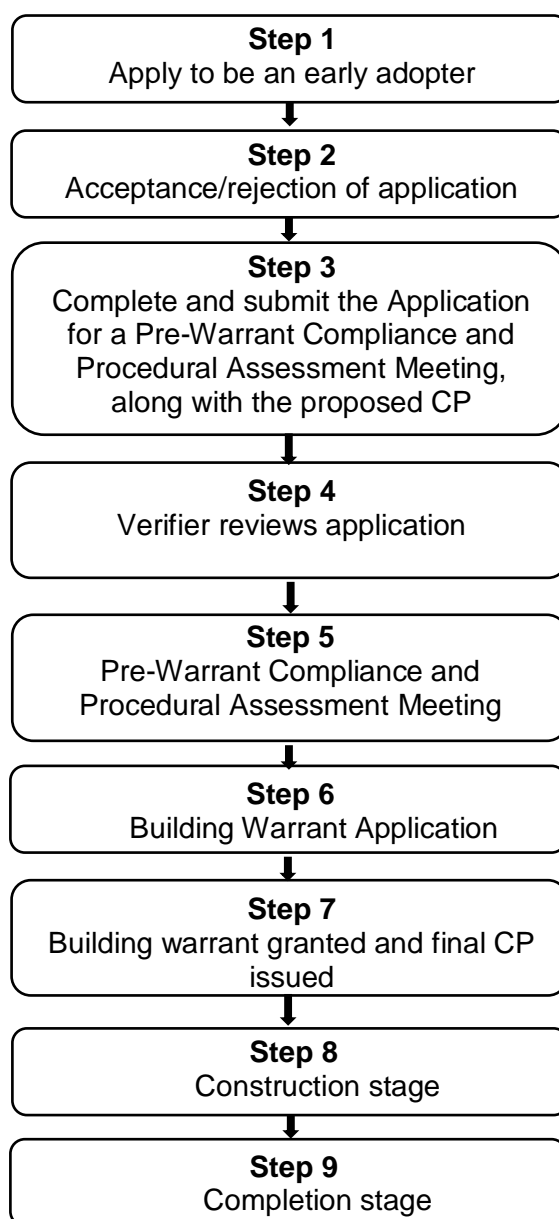 Step 1
Apply to be an early adopter
Step 2
Acceptance/rejection of application
Step 3
Complete and submit the Application
for a Pre-Warrant Compliance and
Procedural Assessment Meeting,
along with the proposed CP
Step 4
Verifier reviews application
Step 5
Pre-Warrant Compliance and
Procedural Assessment Meeting
Step 6
Building Warrant Application
Step 7
Building warrant granted and final CP
issued
Step 8
Construction stage
Step 9
Completion stage